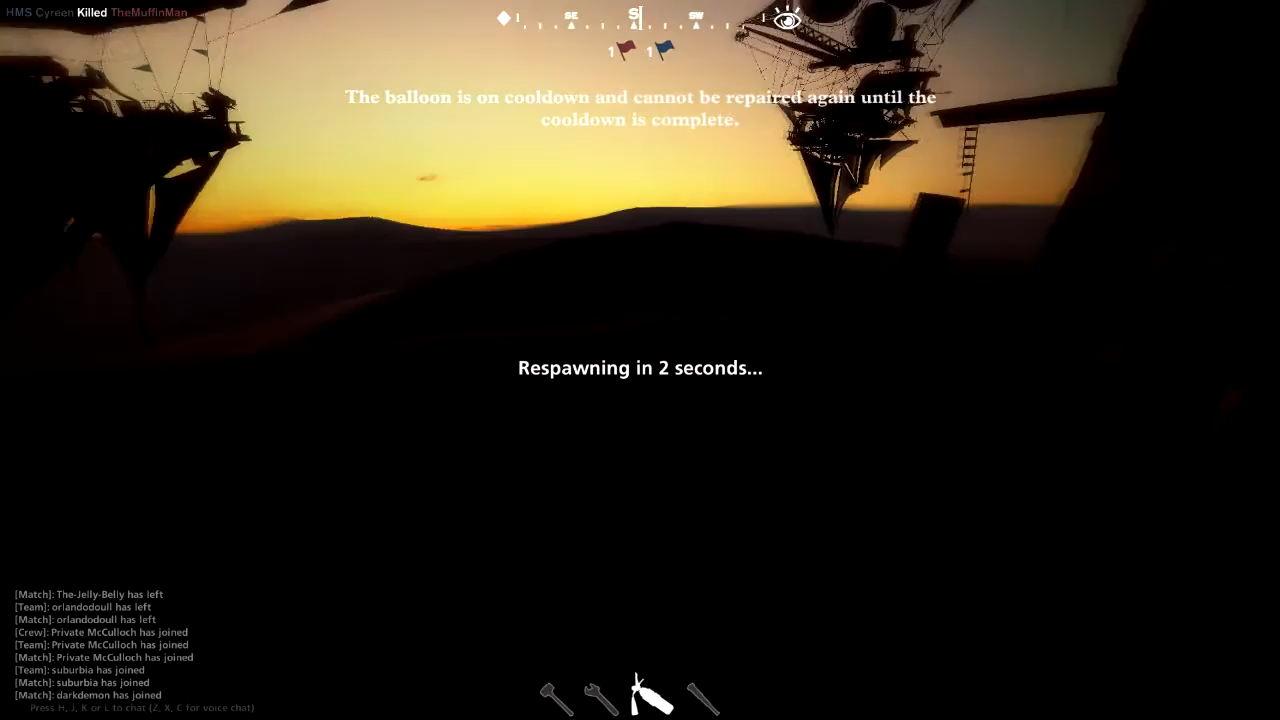 HMS Cyreen Killed TheMuffinMan
1 SE S SW 1
1 1
The balloon is on cooldown and cannot be repaired again until the
cooldown is complete.
Respawning in 2 seconds...
[Match]: The-Jelly-Belly has left
[Team]: orlandodoull has left
[Match]: orlandodoull has left
[Crew]: Private McCulloch has joined
[Team]: Private McCulloch has joined
[Match]: Private McCulloch has joined
[Team]: suburbia has joined
[Match]: suburbia has joined
[Match]: darkdemon has joined
Press H, J, K or L to chat (Z, X, C for voice chat)